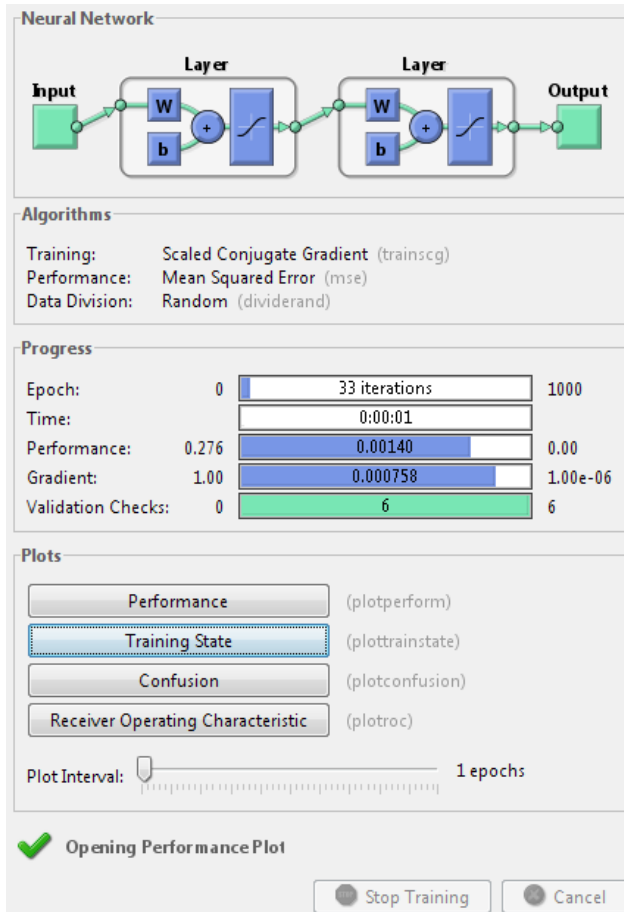 Neural Network
Layer Layer
Input Output
W W
+ +
b b
Algorithms
Training: Scaled Conjugate Gradient (trainscg)
Performance: Mean Squared Error (mse)
Data Division: Random (dividerand)
Progress
Epoch: 0 33 iterations 1000
Time: 0:00:01
Performance: 0.276 0.00140 0.00
Gradient: 1.00 0.000758 1.00e-06
Validation Checks: 0 6 6
Plots
Performance (plotperform)
Training State (plottrainstate)
Confusion (plotconfusion)
Receiver Operating Characteristic (plotroc)
Plot Interval: 1 epochs
Opening Performance Plot
Stop Training Cancel